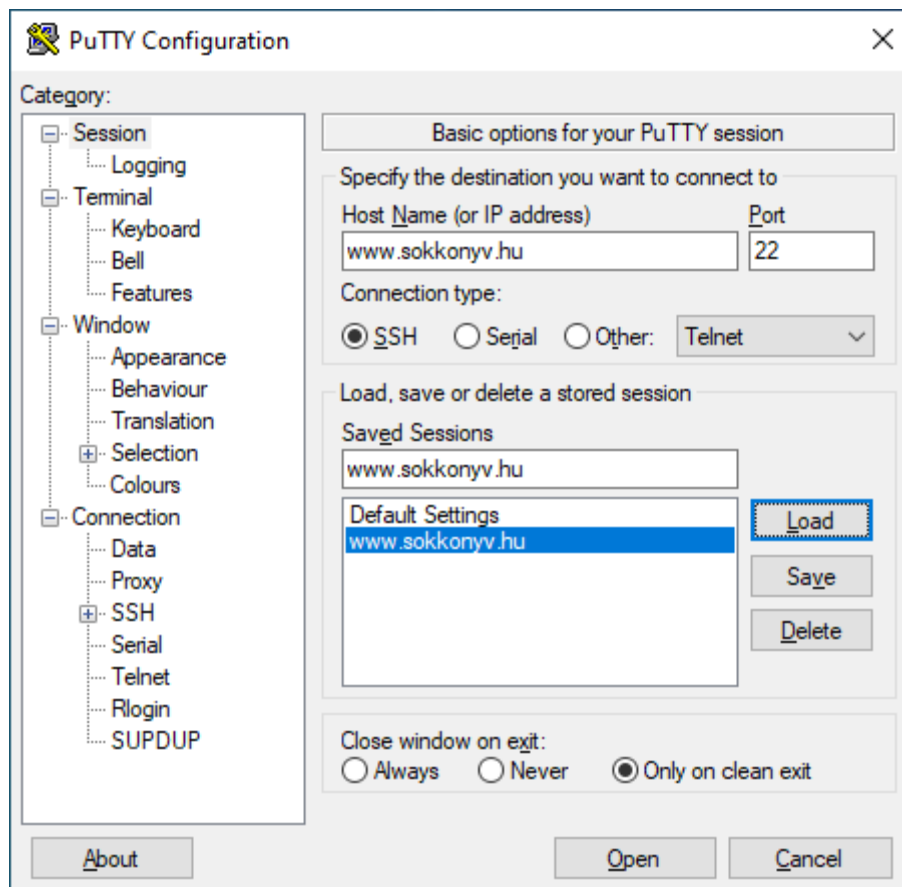 PuTTY Configuration
Category:
Session
Logging
Terminal
Keyboard
Bell
Features
Window
Appearance
Behaviour
Translation
Selection
Colours
Connection
Data
Proxy
SSH
Serial
Telnet
Rlogin
SUPDUP
Basic options for your PuTTY session
Specify the destination you want to connect to
Host Name (or IP address) Port
www.sokkonyv.hu 22
Connection type:
SSH Serial Other: Telnet
Load, save or delete a stored session
Saved Sessions
www.sokkonyv.hu
Default Settings
www.sokkonyv.hu
Load
Save
Delete
Close window on exit:
Always Never Only on clean exit
About Open Cancel